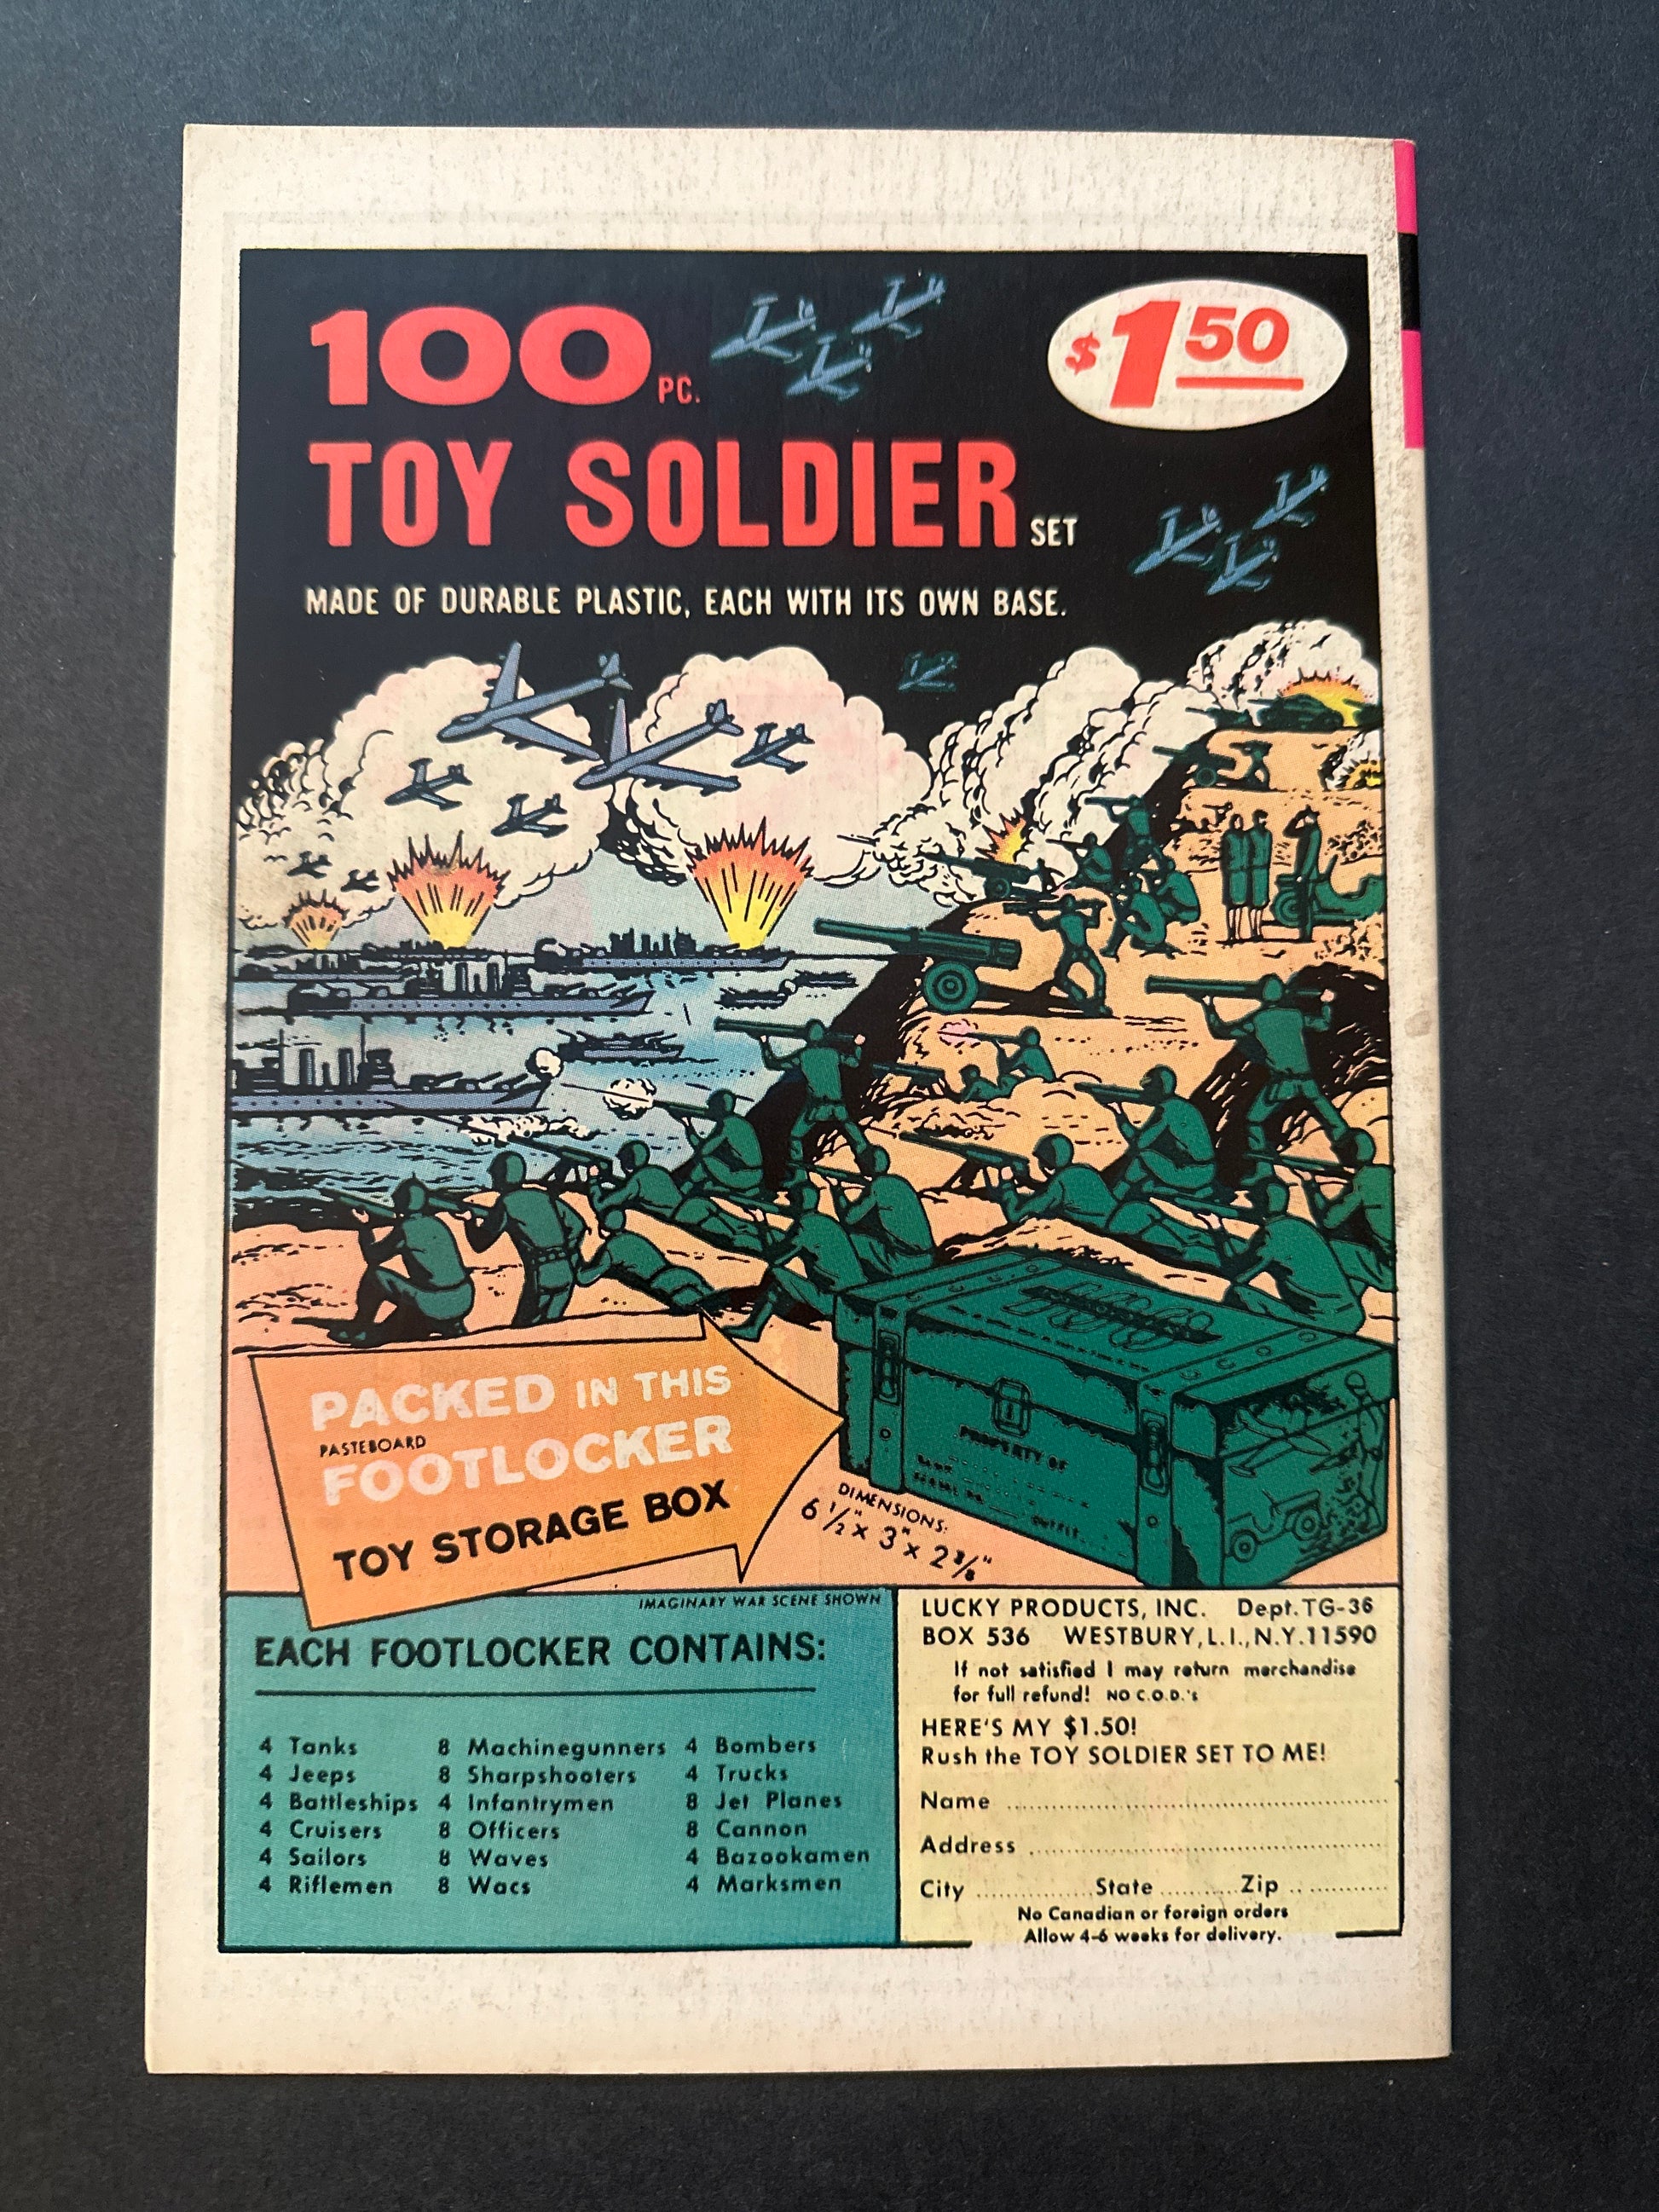 100 PC.
$1 50
TOY SOLDIER SET
MADE OF DURABLE PLASTIC, EACH WITH ITS OWN BASE.
PACKED IN THIS
PASTEBOARD
FOOTLOCKER
TOY STORAGE BOX
PROPERTY OF
DIMENSIONS:
6 1/2" x 3" x 2 3/8"
IMAGINARY WAR SCENE SHOWN
EACH FOOTLOCKER CONTAINS:
4 Tanks 8 Machinegunners 4 Bombers
4 Jeeps 8 Sharpshooters 4 Trucks
4 Battleships 4 Infantrymen 8 Jet Planes
4 Cruisers 8 Officers 8 Cannon
4 Sailors 8 Waves 4 Bazookamen
4 Riflemen 8 Wacs 4 Marksmen
LUCKY PRODUCTS, INC. Dept. TG-36
BOX 536 WESTBURY, L.I., N.Y. 11590
If not satisfied I may return merchandise
for full refund! NO C.O.D.'s
HERE'S MY $1.50!
Rush the TOY SOLDIER SET TO ME!
Name
Address
City State Zip
No Canadian or foreign orders
Allow 4-6 weeks for delivery.